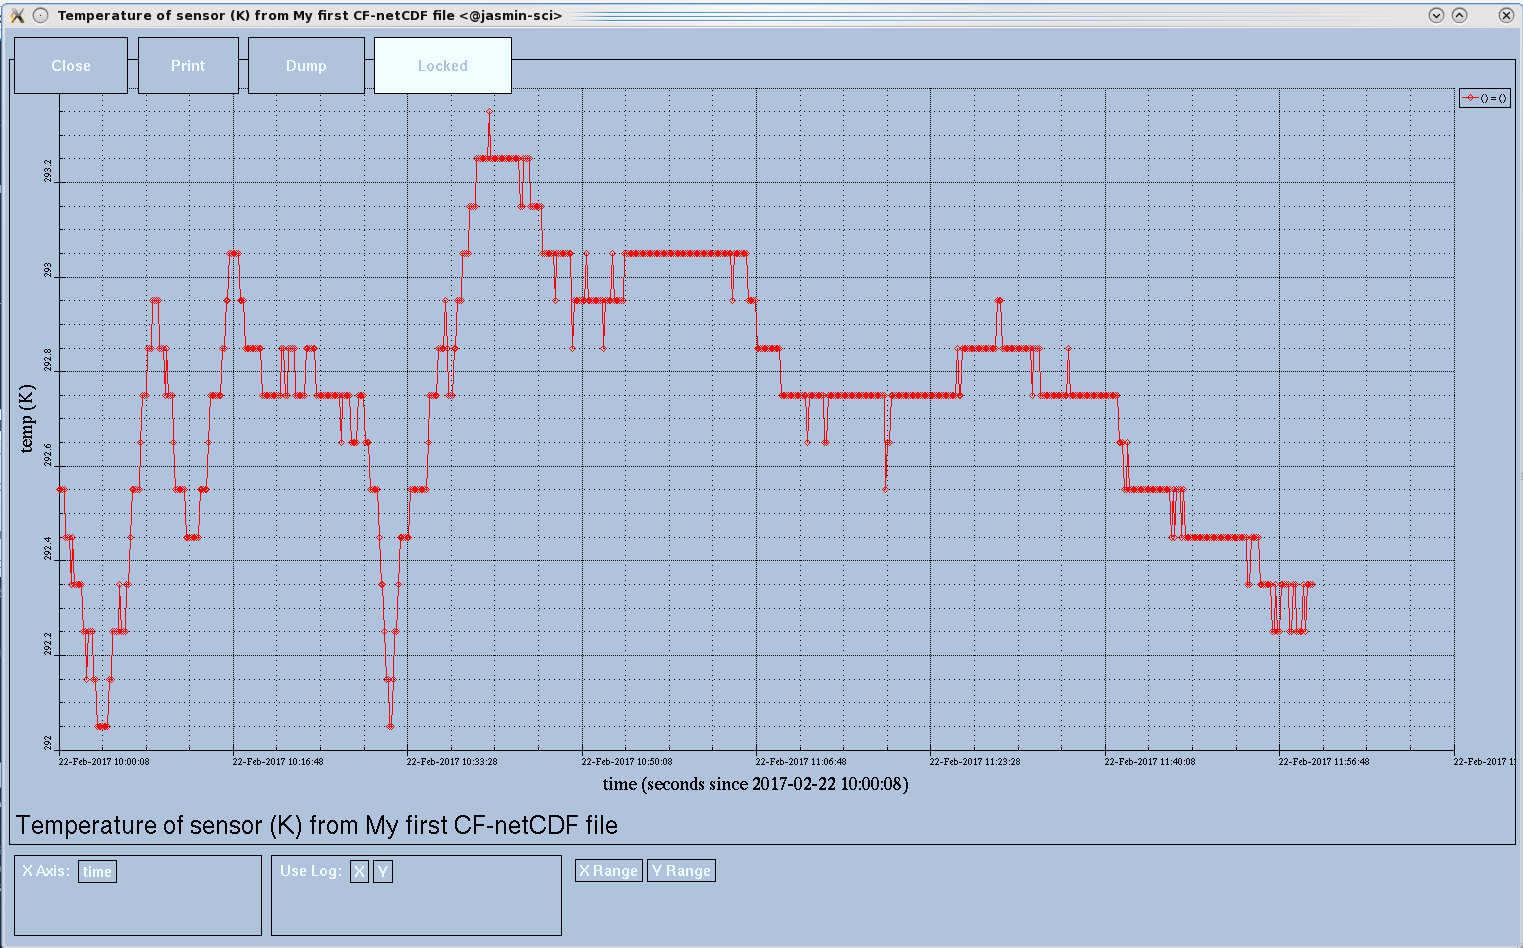 Temperature of sensor (K) from My first CF-netCDF file <@jasmin-sci>
Close Print Dump Locked
() = ()
293.2
293
292.8
292.6
292.4
292.2
292
temp (K)
22-Feb-2017 10:00:08 22-Feb-2017 10:16:48 22-Feb-2017 10:33:28 22-Feb-2017 10:50:08 22-Feb-2017 11:06:48 22-Feb-2017 11:23:28 22-Feb-2017 11:40:08 22-Feb-2017 11:56:48 22-Feb-2017
time (seconds since 2017-02-22 10:00:08)
Temperature of sensor (K) from My first CF-netCDF file
X Axis: time Use Log: X Y X Range Y Range